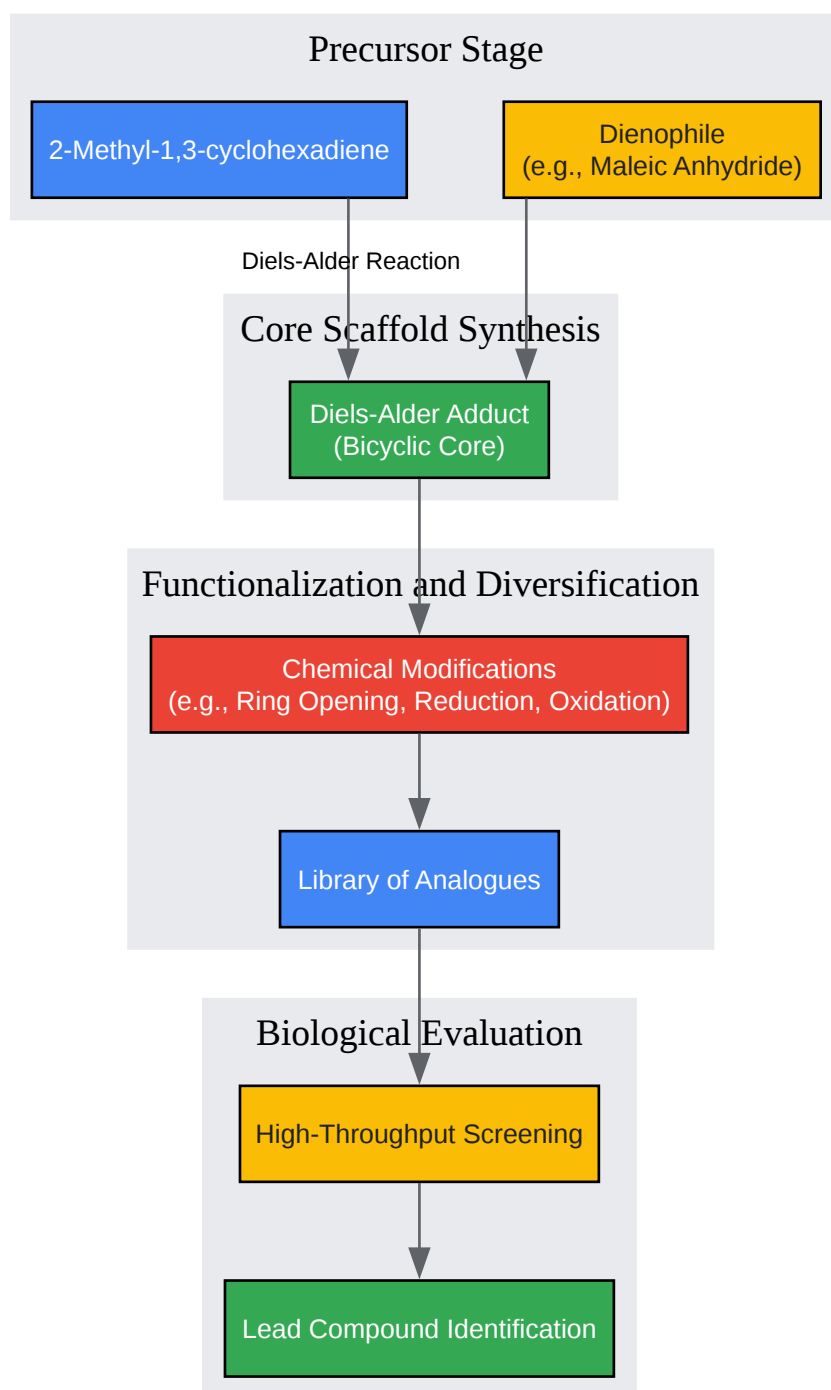 Precursor Stage
2-Methyl-1,3-cyclohexadiene
Dienophile
(e.g., Maleic Anhydride)
Diels-Alder Reaction
Core Scaffold Synthesis
Diels-Alder Adduct
(Bicyclic Core)
Functionalization and Diversification
Chemical Modifications
(e.g., Ring Opening, Reduction, Oxidation)
Library of Analogues
Biological Evaluation
High-Throughput Screening
Lead Compound Identification